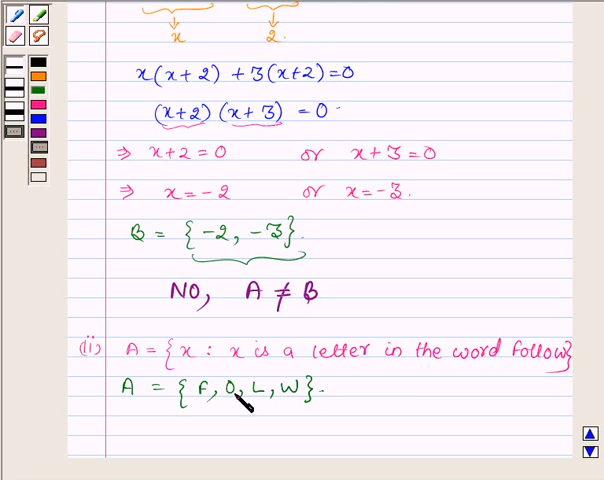 x 2.
x(x+2) + 3(x+2)=0
(x+2) (x+3) = 0
⇒ x+2=0 or x+3=0
⇒ x=-2 or x=-3.
B = {-2, -3}.
NO, A ≠ B
(ii) A={x : x is a letter in the word follow}
A = {F, O, L, W}.